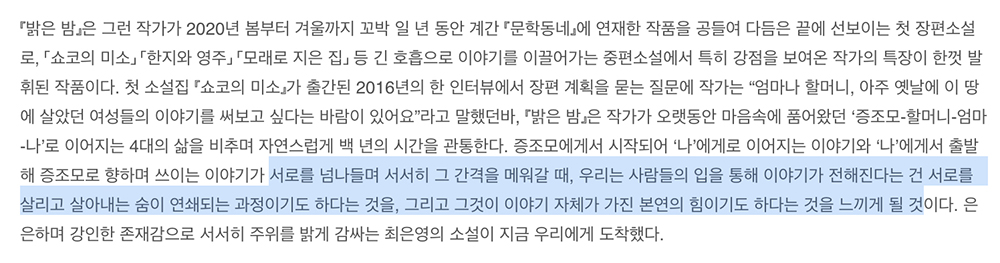 『밝은 밤』은 그런 작가가 2020년 봄부터 겨울까지 꼬박 일 년 동안 계간 『문학동네』에 연재한 작품을 공들여 다듬은 끝에 선보이는 첫 장편소설
로, 「쇼코의 미소」 「한지와 영주」 「모래로 지은 집」 등 긴 호흡으로 이야기를 이끌어가는 중편소설에서 특히 강점을 보여온 작가의 특장이 한껏 발
휘된 작품이다. 첫 소설집 『쇼코의 미소』가 출간된 2016년의 한 인터뷰에서 장편 계획을 묻는 질문에 작가는 “엄마나 할머니, 아주 옛날에 이 땅
에 살았던 여성들의 이야기를 써보고 싶다는 바람이 있어요”라고 말했던바, 『밝은 밤』은 작가가 오랫동안 마음속에 품어왔던 ‘증조모-할머니-엄마
-나’로 이어지는 4대의 삶을 비추며 자연스럽게 백 년의 시간을 관통한다. 증조모에게서 시작되어 ‘나’에게로 이어지는 이야기와 ‘나’에게서 출발
해 증조모로 향하며 쓰이는 이야기가 서로를 넘나들며 서서히 그 간격을 메워갈 때, 우리는 사람들의 입을 통해 이야기가 전해진다는 건 서로를
살리고 살아내는 숨이 연쇄되는 과정이기도 하다는 것을, 그리고 그것이 이야기 자체가 가진 본연의 힘이기도 하다는 것을 느끼게 될 것이다. 은
은하며 강인한 존재감으로 서서히 주위를 밝게 감싸는 최은영의 소설이 지금 우리에게 도착했다.